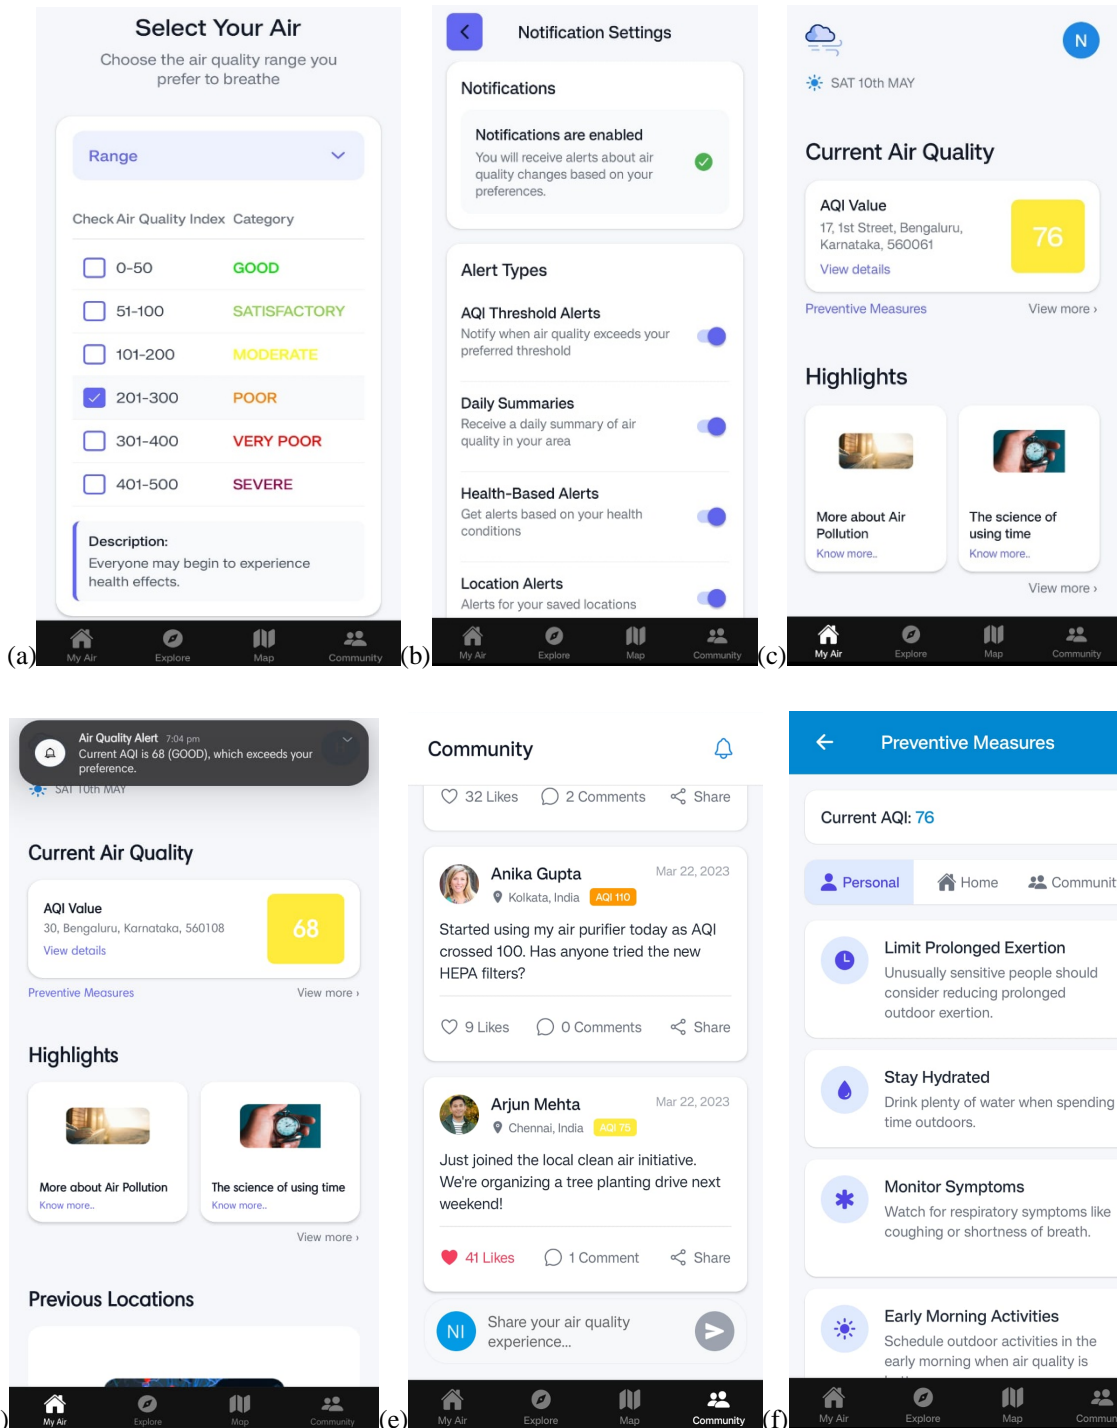 Select Your Air
Choose the air quality range you
prefer to breathe
Range
Check Air Quality Index Category
0-50 GOOD
51-100 SATISFACTORY
101-200 MODERATE
201-300 POOR
301-400 VERY POOR
401-500 SEVERE
Description:
Everyone may begin to experience
health effects.
My Air Explore Map Community
(a)
Notification Settings
Notifications
Notifications are enabled
You will receive alerts about air
quality changes based on your
preferences.
Alert Types
AQI Threshold Alerts
Notify when air quality exceeds your
preferred threshold
Daily Summaries
Receive a daily summary of air
quality in your area
Health-Based Alerts
Get alerts based on your health
conditions
Location Alerts
Alerts for your saved locations
My Air Explore Map Community
(b)
N
SAT 10th MAY
Current Air Quality
AQI Value
17, 1st Street, Bengaluru,
Karnataka, 560061
View details
76
Preventive Measures View more ›
Highlights
More about Air
Pollution
Know more..
The science of
using time
Know more..
View more ›
My Air Explore Map Community
(c)
Air Quality Alert 7:04 pm
Current AQI is 68 (GOOD), which exceeds your
preference.
SAT 10th MAY
Current Air Quality
AQI Value
30, Bengaluru, Karnataka, 560108
View details
68
Preventive Measures View more ›
Highlights
More about Air Pollution
Know more..
The science of using time
Know more..
View more ›
Previous Locations
My Air Explore Map Community
)
Community
32 Likes 2 Comments Share
Anika Gupta Mar 22, 2023
Kolkata, India AQI 110
Started using my air purifier today as AQI
crossed 100. Has anyone tried the new
HEPA filters?
9 Likes 0 Comments Share
Arjun Mehta Mar 22, 2023
Chennai, India AQI 75
Just joined the local clean air initiative.
We're organizing a tree planting drive next
weekend!
41 Likes 1 Comment Share
NI
Share your air quality
experience...
My Air Explore Map Community
(e)
Preventive Measures
Current AQI: 76
Personal Home Communit
Limit Prolonged Exertion
Unusually sensitive people should
consider reducing prolonged
outdoor exertion.
Stay Hydrated
Drink plenty of water when spending
time outdoors.
Monitor Symptoms
Watch for respiratory symptoms like
coughing or shortness of breath.
Early Morning Activities
Schedule outdoor activities in the
early morning when air quality is
My Air Explore Map Commun
(f)